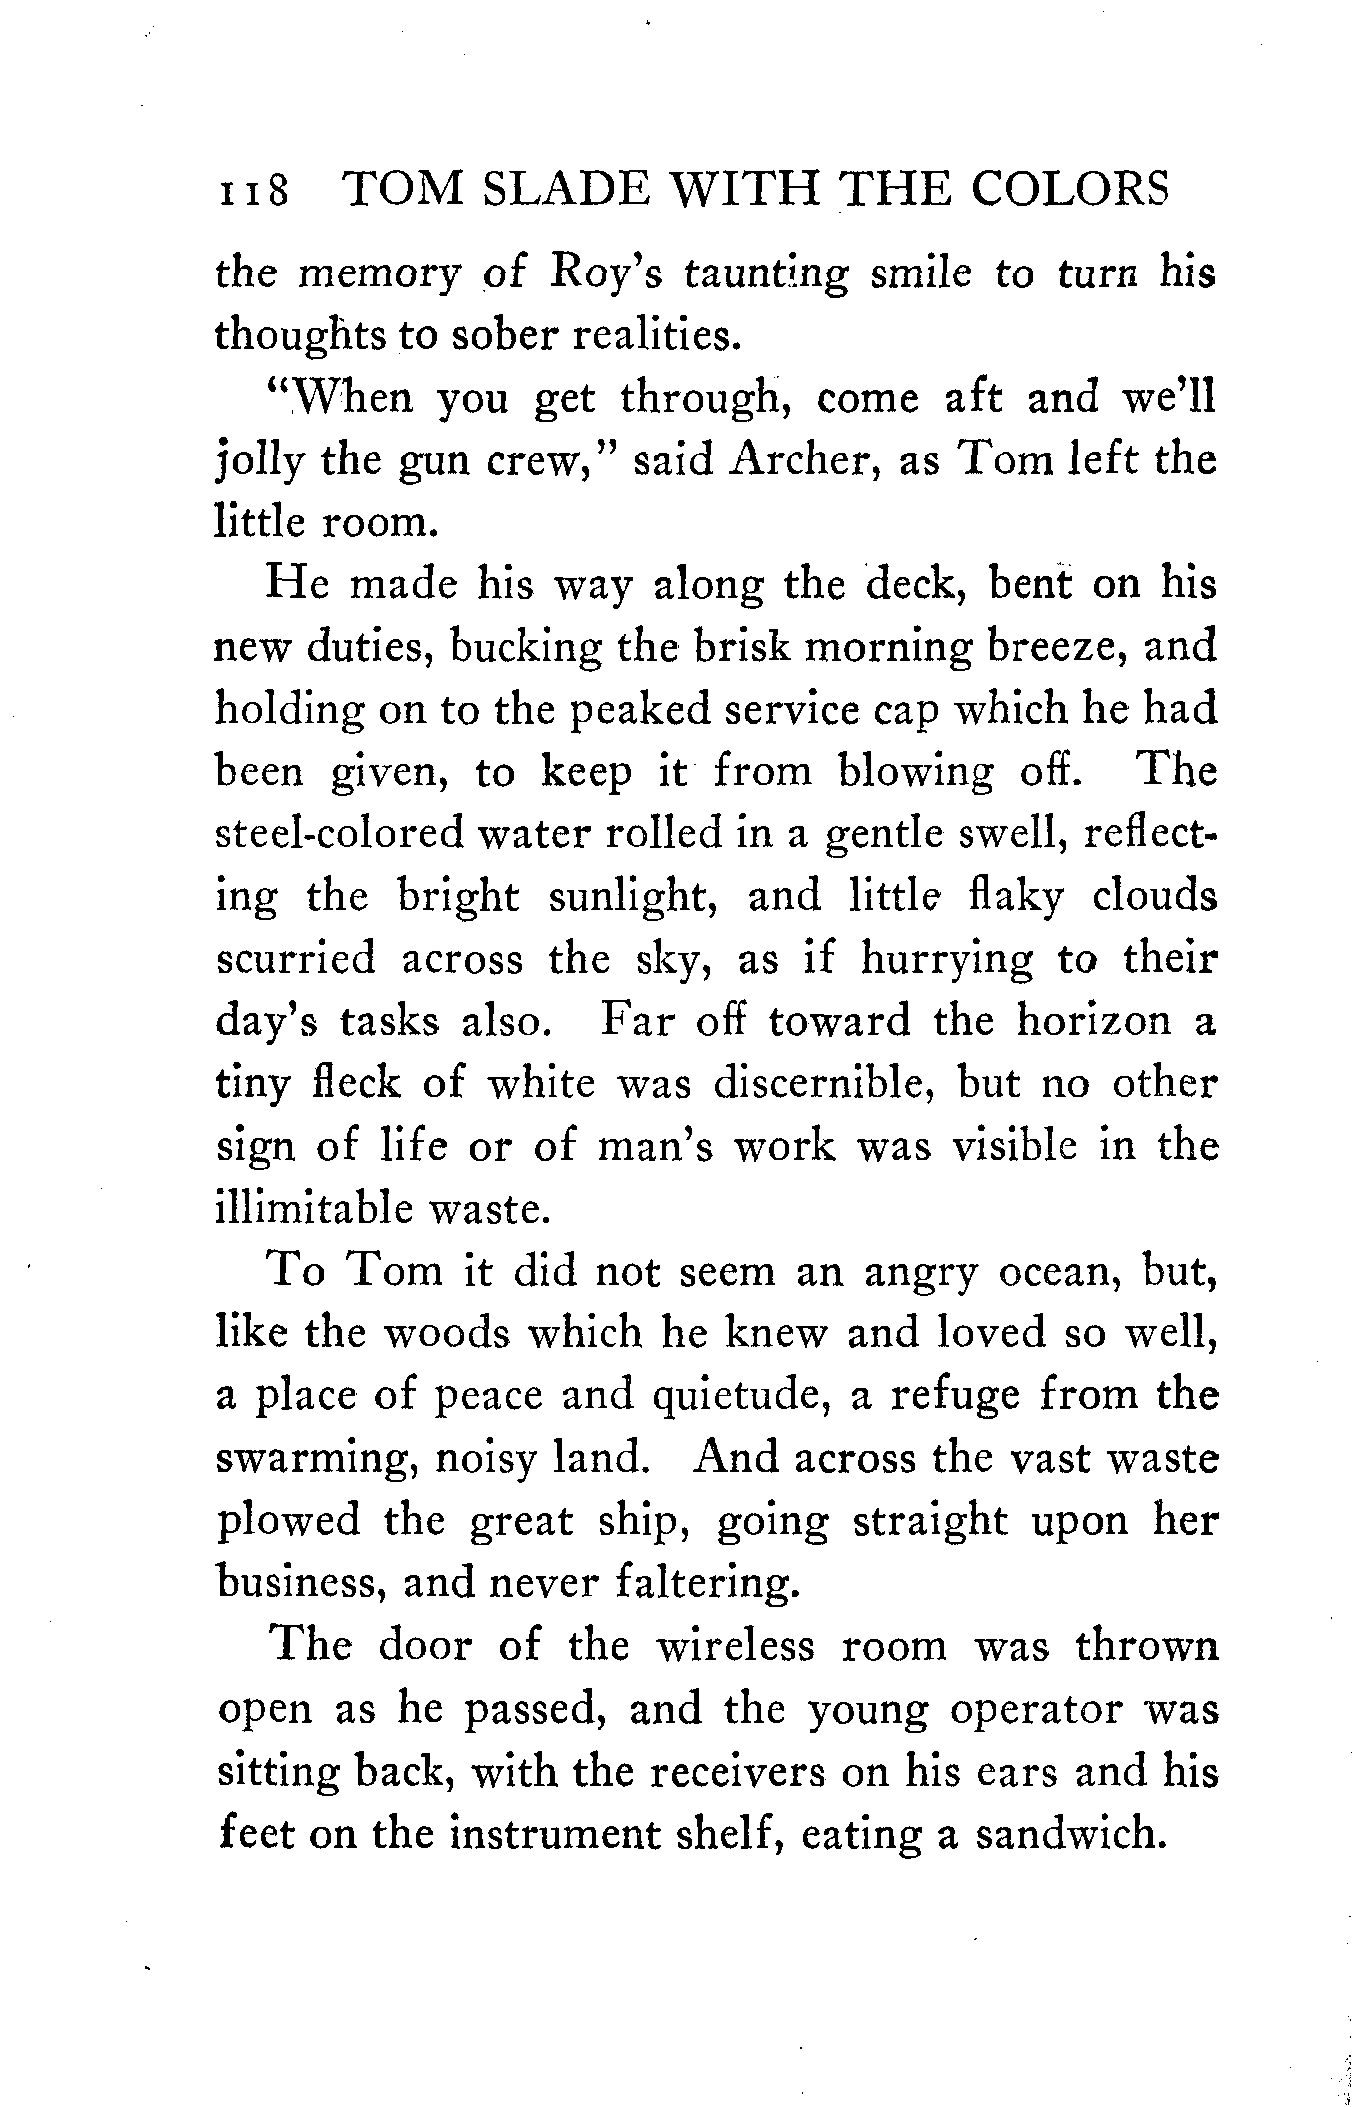 118 TOM SLADE WITH THE COLORS
the memory of Roy's taunting smile to turn his
thoughts to sober realities.
"When you get through, come aft and we'll
jolly the gun crew," said Archer, as Tom left the
little room.
He made his way along the deck, bent on his
new duties, bucking the brisk morning breeze, and
holding on to the peaked service cap which he had
been given, to keep it from blowing off. The
steel-colored water rolled in a gentle swell, reflect-
ing the bright sunlight, and little flaky clouds
scurried across the sky, as if hurrying to their
day's tasks also. Far off toward the horizon a
tiny fleck of white was discernible, but no other
sign of life or of man's work was visible in the
illimitable waste.
To Tom it did not seem an angry ocean, but,
like the woods which he knew and loved so well,
a place of peace and quietude, a refuge from the
swarming, noisy land. And across the vast waste
plowed the great ship, going straight upon her
business, and never faltering.
The door of the wireless room was thrown
open as he passed, and the young operator was
sitting back, with the receivers on his ears and his
feet on the instrument shelf, eating a sandwich.